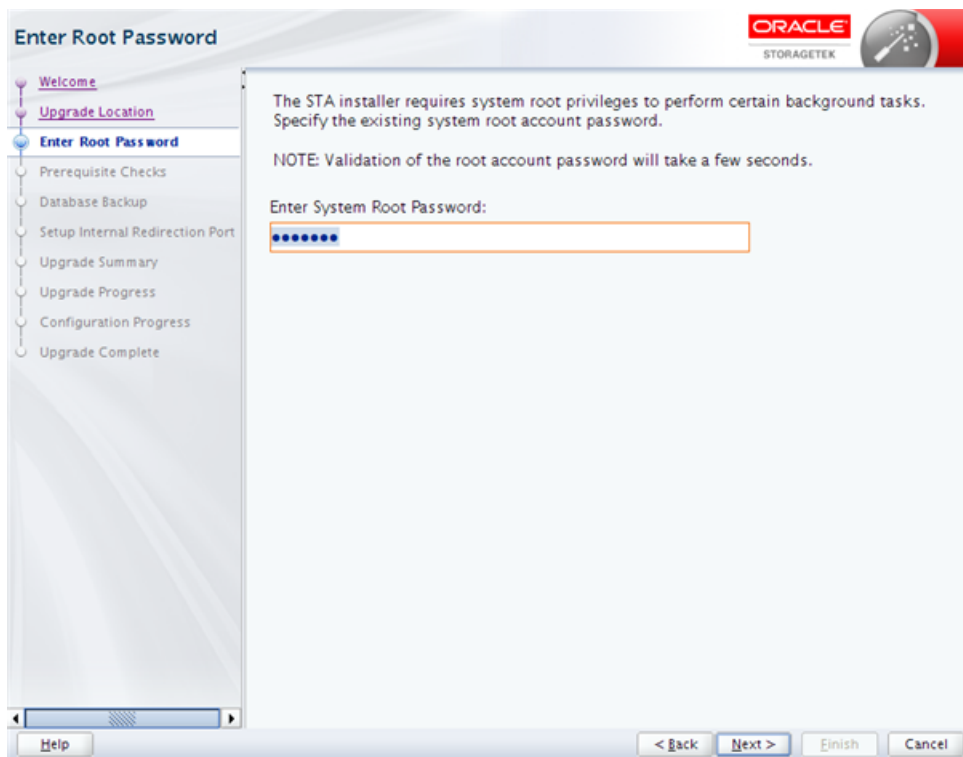 Enter Root Password
ORACLE
STORAGETEK
Welcome
Upgrade Location
Enter Root Password
Prerequisite Checks
Database Backup
Setup Internal Redirection Port
Upgrade Summary
Upgrade Progress
Configuration Progress
Upgrade Complete
The STA installer requires system root privileges to perform certain background tasks.
Specify the existing system root account password.
NOTE: Validation of the root account password will take a few seconds.
Enter System Root Password:
•••••••
Help
< Back Next > Finish Cancel